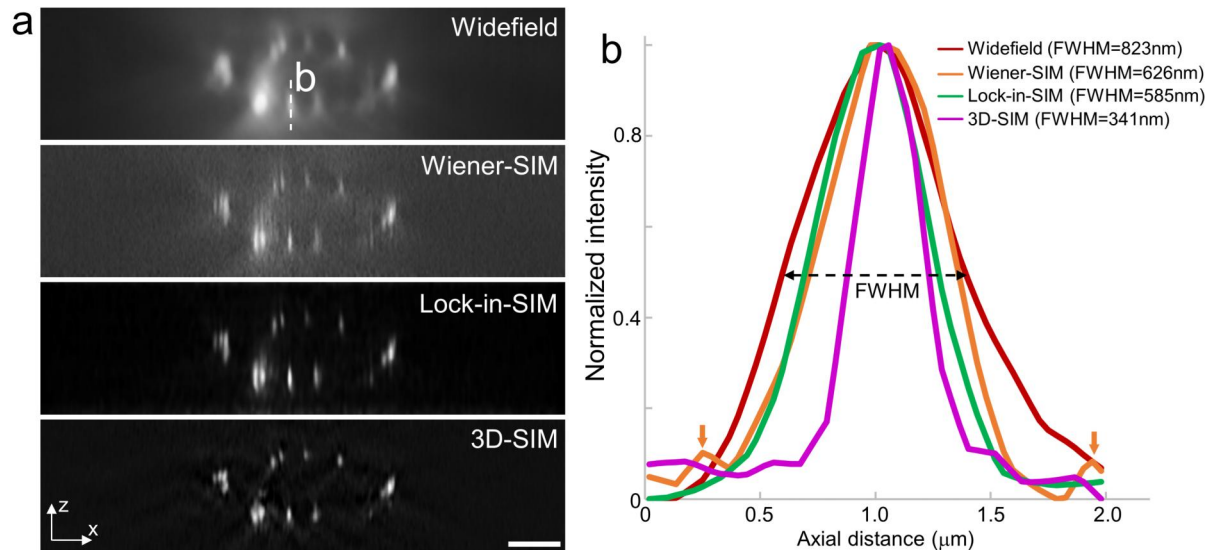 a
Widefield
b
Wiener-SIM
Lock-in-SIM
3D-SIM
z
x
b
Normalized intensity
0.8
0.4
0
Widefield (FWHM=823nm)
Wiener-SIM (FWHM=626nm)
Lock-in-SIM (FWHM=585nm)
3D-SIM (FWHM=341nm)
FWHM
0 0.5 1.0 1.5 2.0
Axial distance (μm)